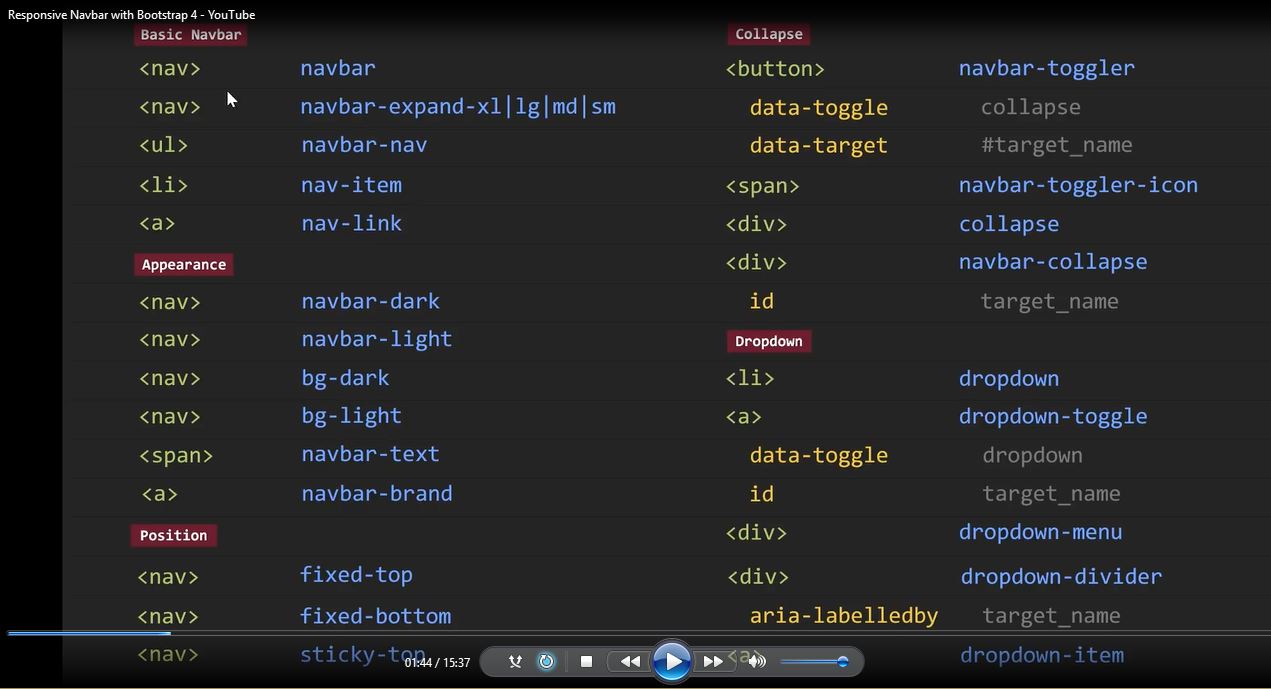 Responsive Navbar with Bootstrap 4 - YouTube
Basic Navbar
<nav> navbar
<nav> navbar-expand-xl|lg|md|sm
<ul> navbar-nav
<li> nav-item
<a> nav-link
Appearance
<nav> navbar-dark
<nav> navbar-light
<nav> bg-dark
<nav> bg-light
<span> navbar-text
<a> navbar-brand
Position
<nav> fixed-top
<nav> fixed-bottom
<nav> sticky-top
Collapse
<button> navbar-toggler
data-toggle collapse
data-target #target_name
<span> navbar-toggler-icon
<div> collapse
<div> navbar-collapse
id target_name
Dropdown
<li> dropdown
<a> dropdown-toggle
data-toggle dropdown
id target_name
<div> dropdown-menu
<div> dropdown-divider
aria-labelledby target_name
<a> dropdown-item
01:44 / 15:37